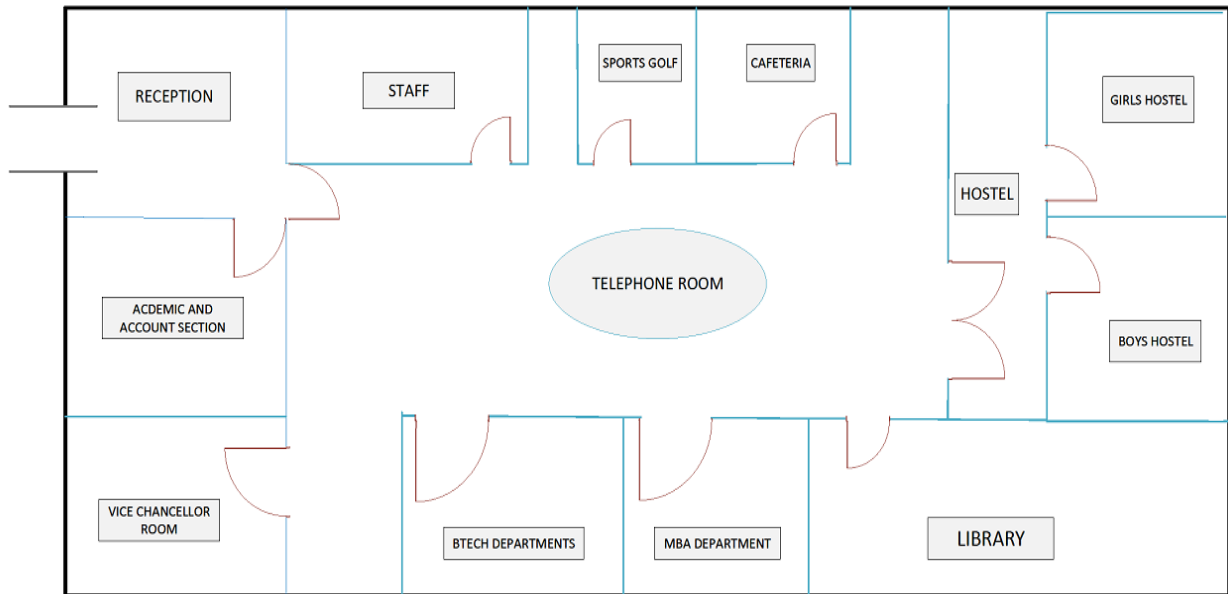 RECEPTION
STAFF
SPORTS GOLF
CAFETERIA
GIRLS HOSTEL
HOSTEL
TELEPHONE ROOM
ACDEMIC AND
ACCOUNT SECTION
BOYS HOSTEL
VICE CHANCELLOR
ROOM
BTECH DEPARTMENTS
MBA DEPARTMENT
LIBRARY